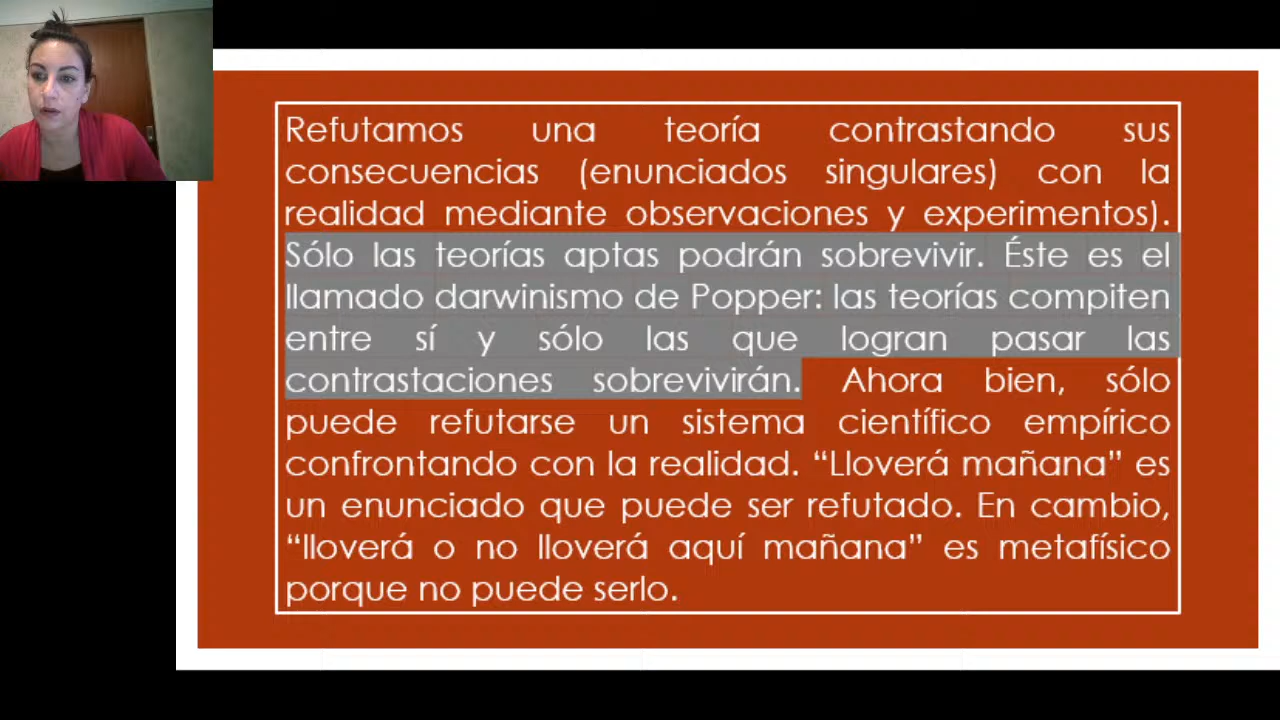 Refutamos una teoría contrastando sus
consecuencias (enunciados singulares) con la
realidad mediante observaciones y experimentos).
Sólo las teorías aptas podrán sobrevivir. Éste es el
llamado darwinismo de Popper: las teorías compiten
entre sí y sólo las que logran pasar las
contrastaciones sobrevivirán. Ahora bien, sólo
puede refutarse un sistema científico empírico
confrontando con la realidad. “Lloverá mañana” es
un enunciado que puede ser refutado. En cambio,
“lloverá o no lloverá aquí mañana” es metafísico
porque no puede serlo.